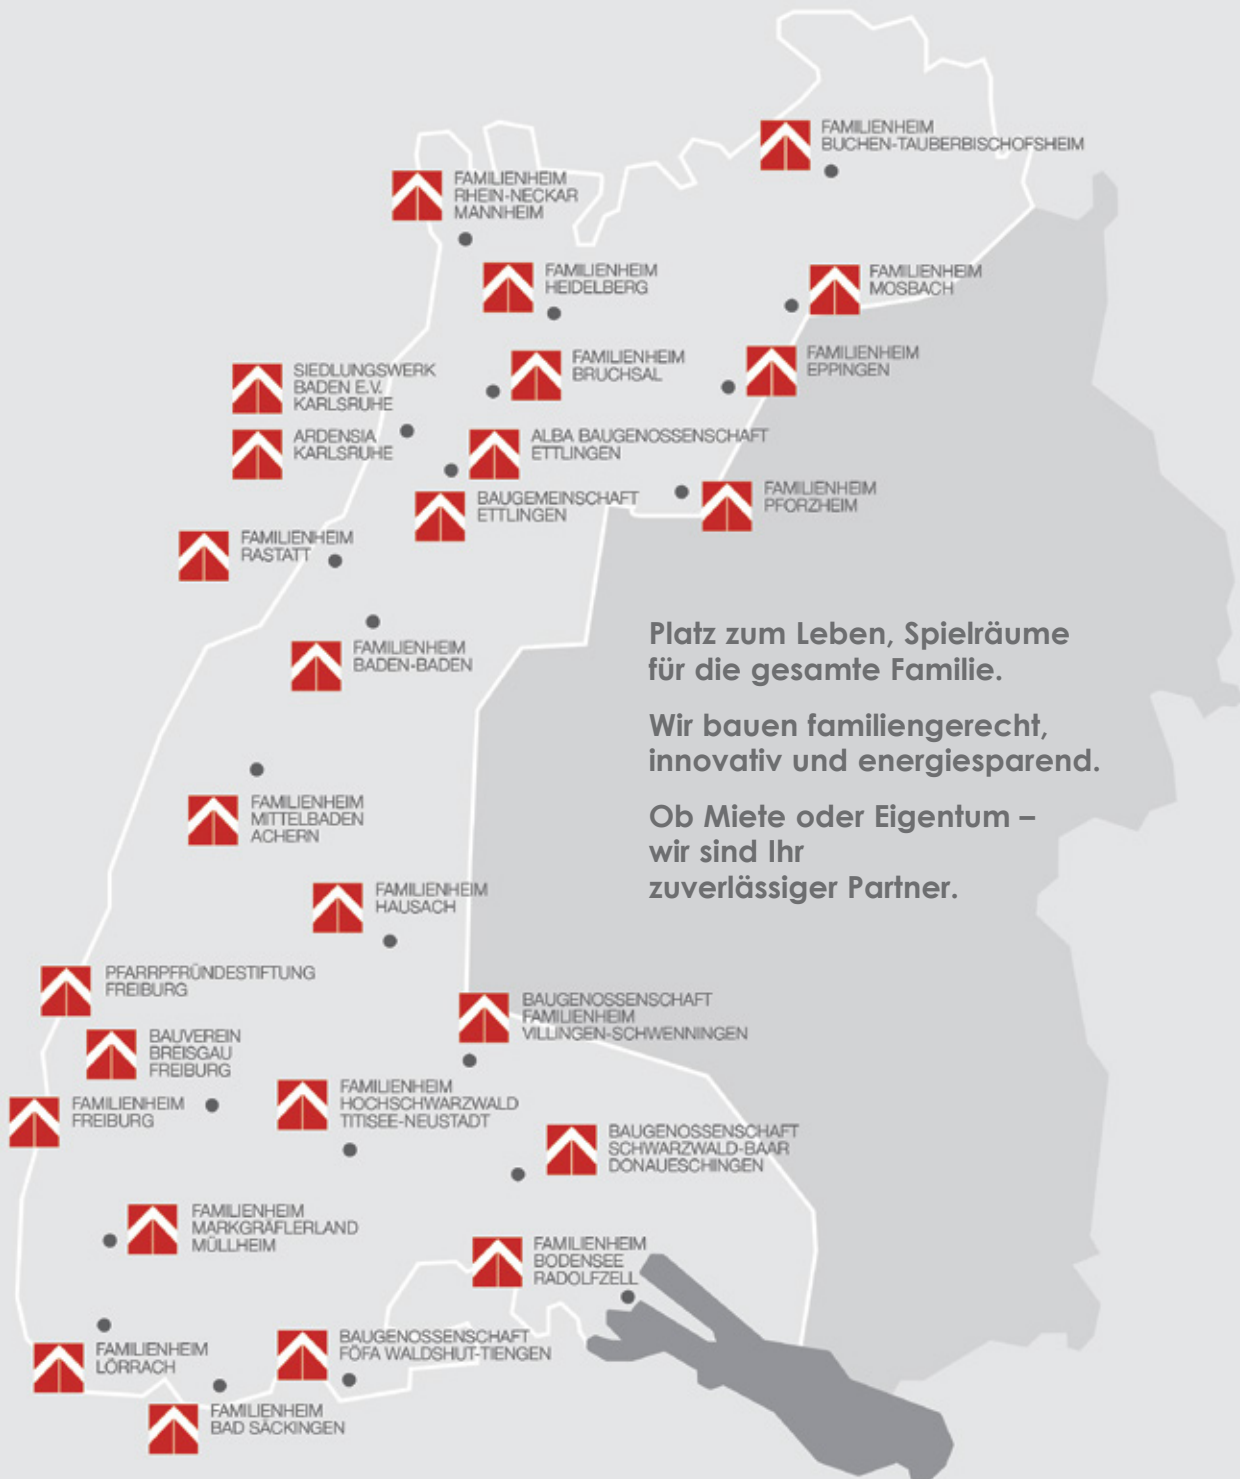 FAMILIENHEIM
BUCHEN-TAUBERBISCHOFSHEIM
FAMILIENHEIM
RHEIN-NECKAR
MANNHEIM
FAMILIENHEIM
HEIDELBERG
FAMILIENHEIM
MOSBACH
FAMILIENHEIM
BRUCHSAL
FAMILIENHEIM
EPPINGEN
SIEDLUNGSWERK
BADEN E.V.
KARLSRUHE
ARDENSIA
KARLSRUHE
ALBA BAUGENOSSENSCHAFT
ETTLINGEN
BAUGEMEINSCHAFT
ETTLINGEN
FAMILIENHEIM
PFORZHEIM
FAMILIENHEIM
RASTATT
FAMILIENHEIM
BADEN-BADEN
Platz zum Leben, Spielräume
für die gesamte Familie.
Wir bauen familiengerecht,
innovativ und energiesparend.
Ob Miete oder Eigentum –
wir sind Ihr
zuverlässiger Partner.
FAMILIENHEIM
MITTELBADEN
ACHERN
FAMILIENHEIM
HAUSACH
PFARRPFRÜNDESTIFTUNG
FREIBURG
BAUGENOSSENSCHAFT
FAMILIENHEIM
VILLINGEN-SCHWENNINGEN
BAUVEREIN
BREISGAU
FREIBURG
FAMILIENHEIM
FREIBURG
FAMILIENHEIM
HOCHSCHWARZWALD
TITISEE-NEUSTADT
BAUGENOSSENSCHAFT
SCHWARZWALD-BAAR
DONAUESCHINGEN
FAMILIENHEIM
MARKGRÄFLERLAND
MÜLLHEIM
FAMILIENHEIM
BODENSEE
RADOLFZELL
FAMILIENHEIM
LÖRRACH
BAUGENOSSENSCHAFT
FÖFA WALDSHUT-TIENGEN
FAMILIENHEIM
BAD SÄCKINGEN